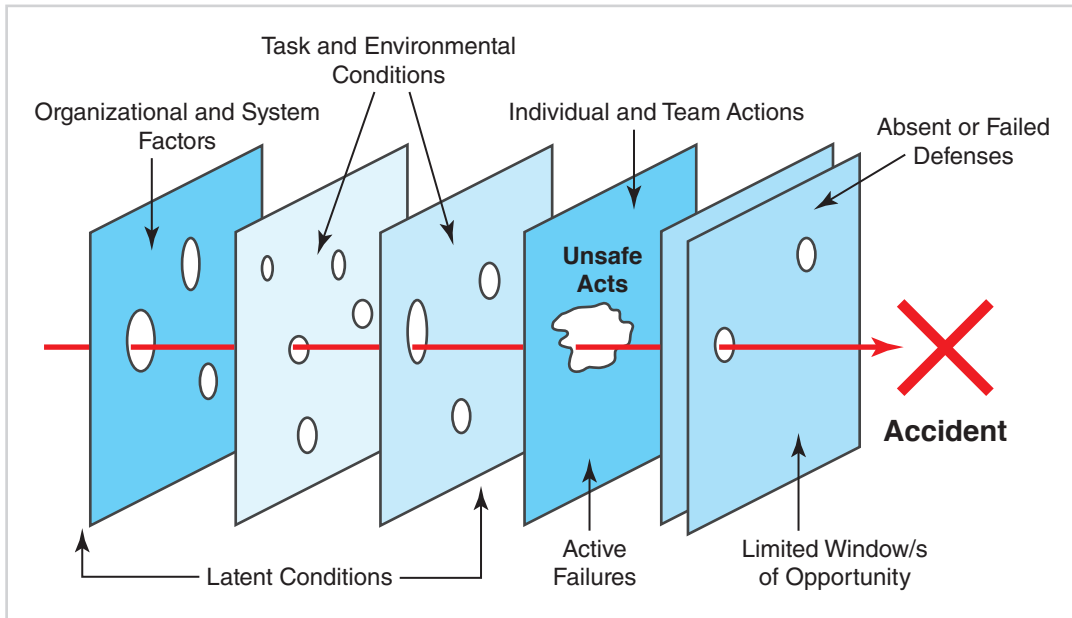 Task and Environmental
Conditions
Organizational and System
Factors
Individual and Team Actions
Absent or Failed
Defenses
Unsafe
Acts
Accident
Latent Conditions
Active
Failures
Limited Window/s
of Opportunity